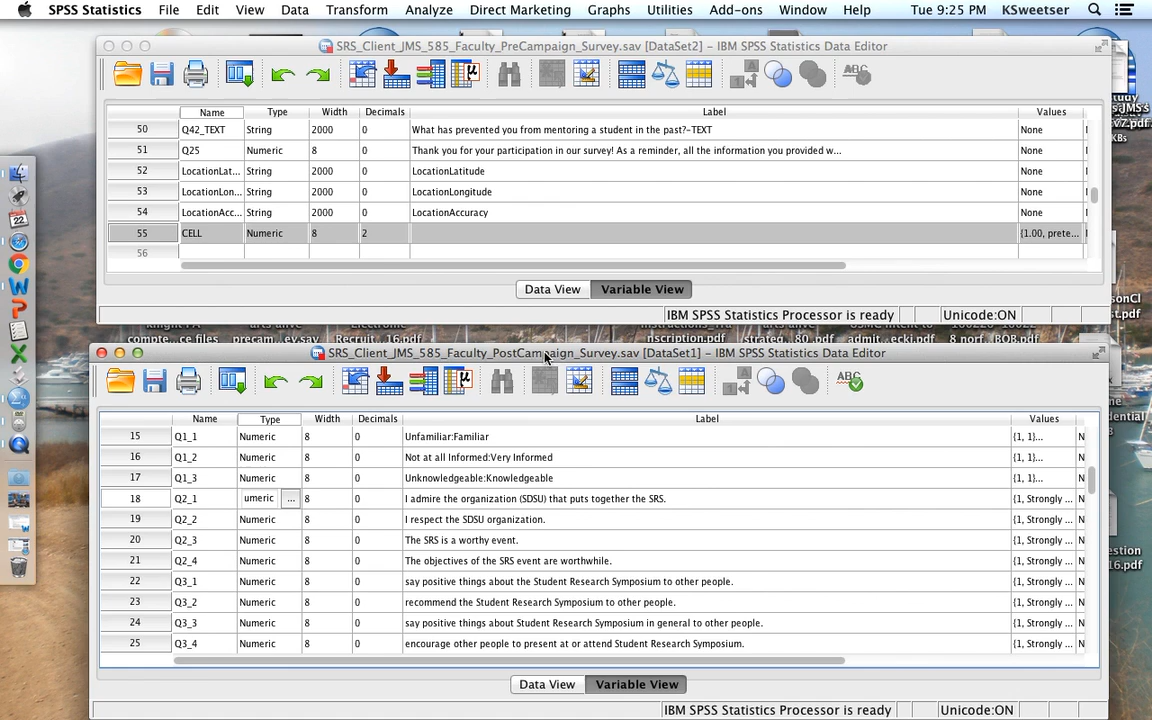 SPSS Statistics File Edit View Data Transform Analyze Direct Marketing Graphs Utilities Add-ons Window Help Tue 9:25 PM KSweetser
SRS_Client_JMS_585_Faculty_PreCampaign_Survey.sav [DataSet2] – IBM SPSS Statistics Data Editor
Name Type Width Decimals Label Values
50 Q42_TEXT String 2000 0 What has prevented you from mentoring a student in the past?-TEXT None
51 Q25 Numeric 8 0 Thank you for your participation in our survey! As a reminder, all the information you provided w... None
52 LocationLat... String 2000 0 LocationLatitude None
53 LocationLon... String 2000 0 LocationLongitude None
54 LocationAcc... String 2000 0 LocationAccuracy None
55 CELL Numeric 8 2 {1.00, prete...
56
Data View Variable View
IBM SPSS Statistics Processor is ready Unicode:ON
SRS_Client_JMS_585_Faculty_PostCampaign_Survey.sav [DataSet1] – IBM SPSS Statistics Data Editor
Name Type Width Decimals Label Values
15 Q1_1 Numeric 8 0 Unfamiliar:Familiar {1, 1}...
16 Q1_2 Numeric 8 0 Not at all Informed:Very Informed {1, 1}...
17 Q1_3 Numeric 8 0 Unknowledgeable:Knowledgeable {1, 1}...
18 Q2_1 umeric ... 8 0 I admire the organization (SDSU) that puts together the SRS. {1, Strongly ...
19 Q2_2 Numeric 8 0 I respect the SDSU organization. {1, Strongly ...
20 Q2_3 Numeric 8 0 The SRS is a worthy event. {1, Strongly ...
21 Q2_4 Numeric 8 0 The objectives of the SRS event are worthwhile. {1, Strongly ...
22 Q3_1 Numeric 8 0 say positive things about the Student Research Symposium to other people. {1, Strongly ...
23 Q3_2 Numeric 8 0 recommend the Student Research Symposium to other people. {1, Strongly ...
24 Q3_3 Numeric 8 0 say positive things about Student Research Symposium in general to other people. {1, Strongly ...
25 Q3_4 Numeric 8 0 encourage other people to present at or attend Student Research Symposium. {1, Strongly ...
Data View Variable View
IBM SPSS Statistics Processor is ready Unicode:ON